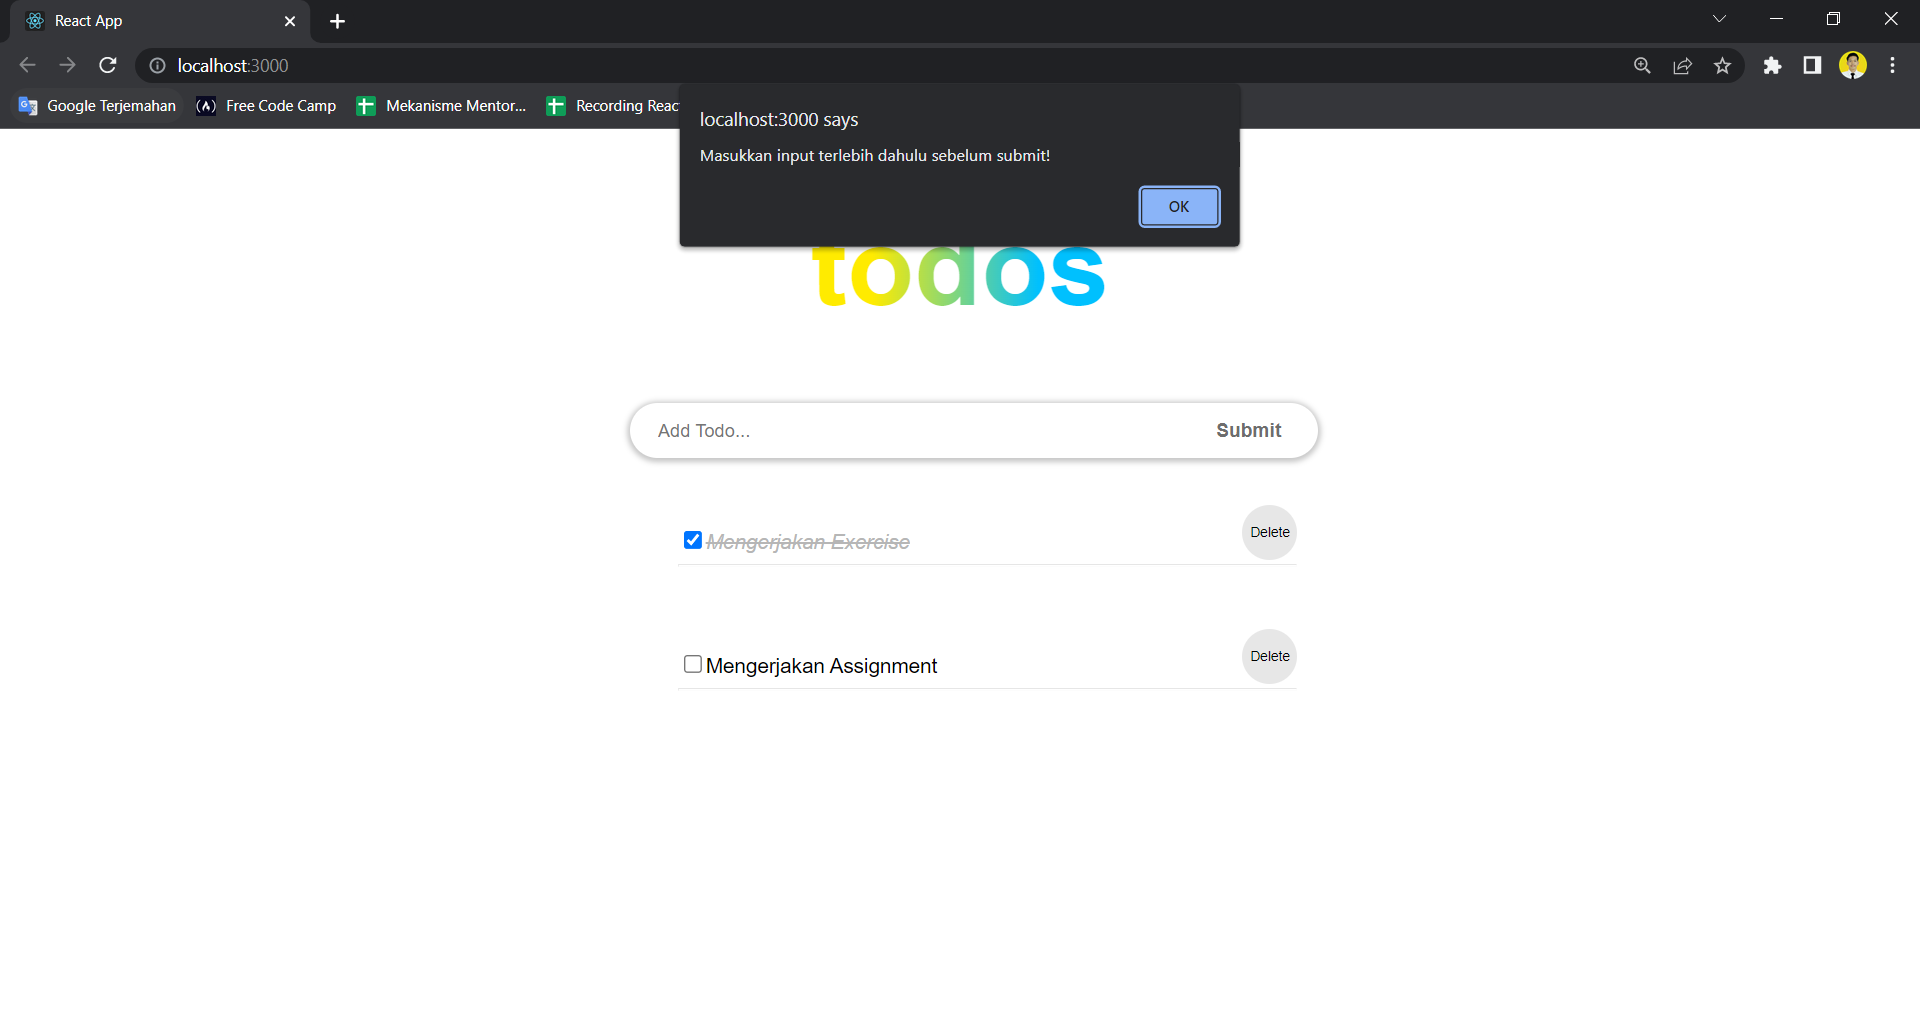 React App
localhost:3000
Google Terjemahan
Free Code Camp
Mekanisme Mentor...
Recording Reac
localhost:3000 says
Masukkan input terlebih dahulu sebelum submit!
OK
todos
Add Todo...
Submit
Mengerjakan Exercise
Delete
Mengerjakan Assignment
Delete